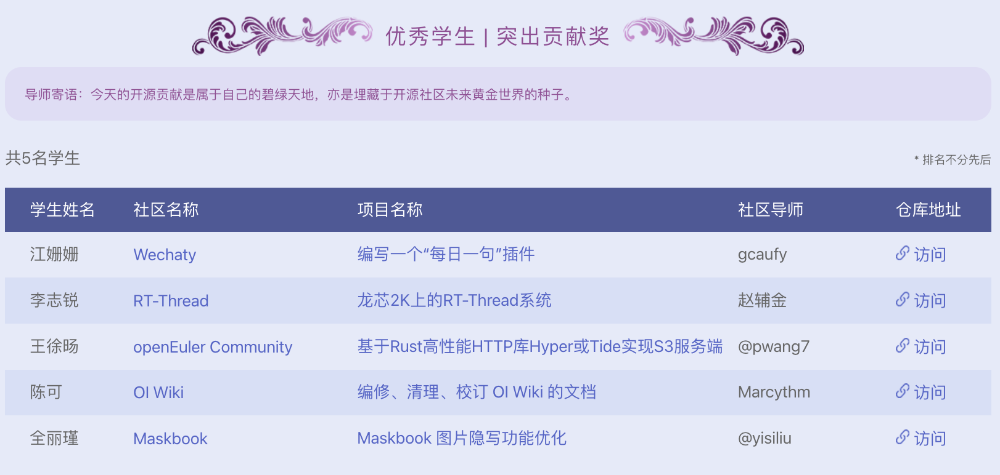 优秀学生 | 突出贡献奖
导师寄语：今天的开源贡献是属于自己的碧绿天地，亦是埋藏于开源社区未来黄金世界的种子。
共5名学生 * 排名不分先后
学生姓名 社区名称 项目名称 社区导师 仓库地址
江姗姗 Wechaty 编写一个“每日一句”插件 gcaufy 访问
李志锐 RT-Thread 龙芯2K上的RT-Thread系统 赵辅金 访问
王徐旸 openEuler Community 基于Rust高性能HTTP库Hyper或Tide实现S3服务端 @pwang7 访问
陈可 OI Wiki 编修、清理、校订 OI Wiki 的文档 Marcythm 访问
全丽瑾 Maskbook Maskbook 图片隐写功能优化 @yisiliu 访问